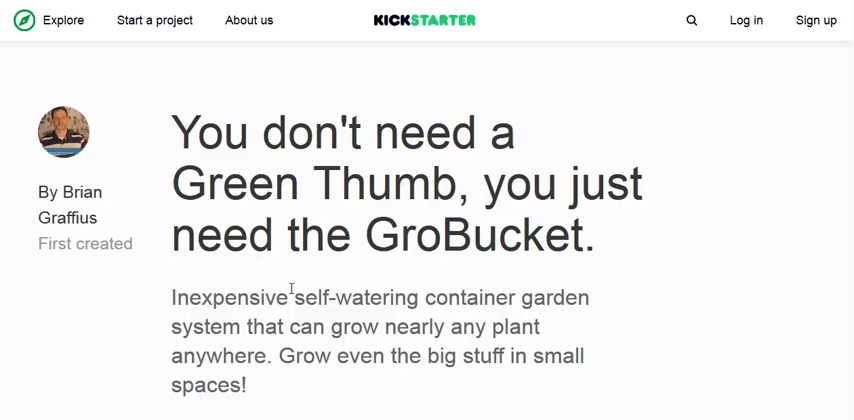 Explore Start a project About us KICKSTARTER Log in Sign up
You don't need a
Green Thumb, you just
need the GroBucket.
By Brian
Graffius
First created
Inexpensive self-watering container garden
system that can grow nearly any plant
anywhere. Grow even the big stuff in small
spaces!